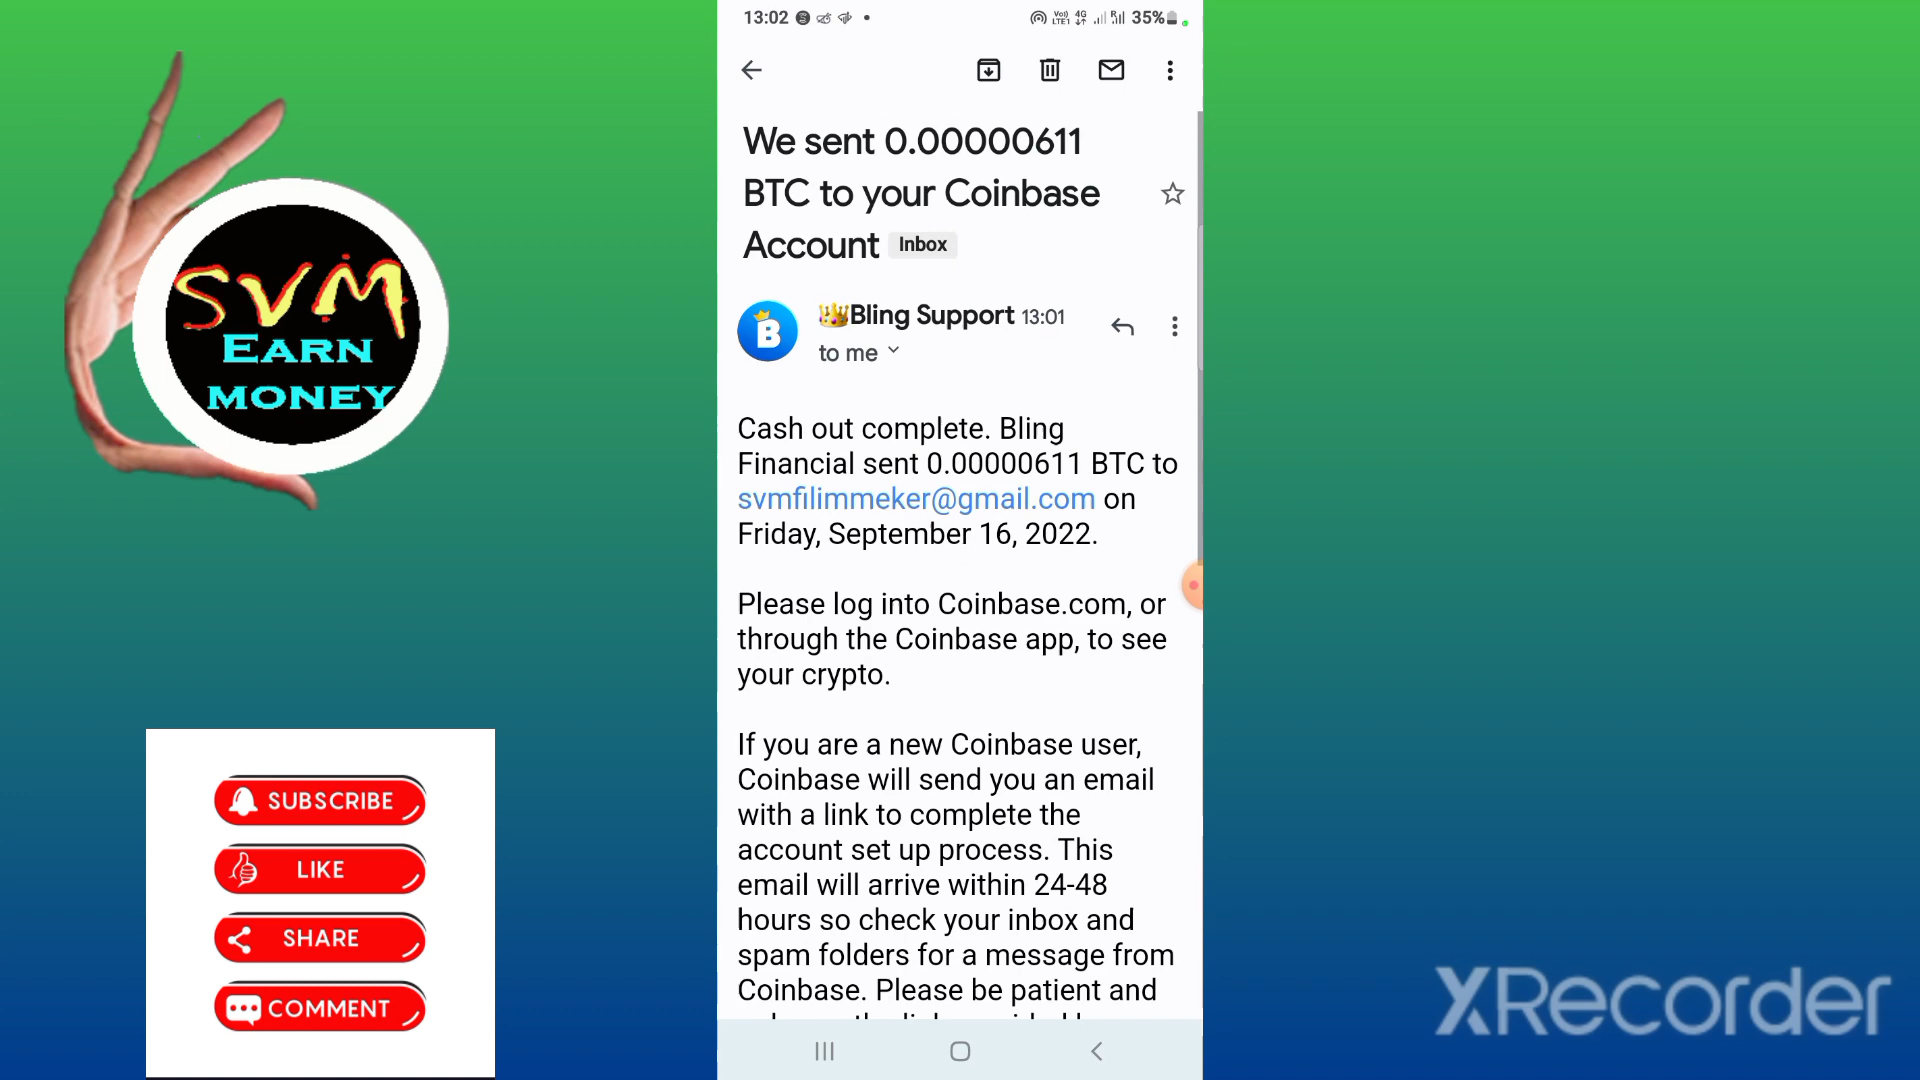 13:02
Vo)) LTE1 4G R 35%
We sent 0.00000611
BTC to your Coinbase
Account Inbox
B
👑Bling Support 13:01
to me
Cash out complete. Bling
Financial sent 0.00000611 BTC to
svmfilimmeker@gmail.com on
Friday, September 16, 2022.
Please log into Coinbase.com, or
through the Coinbase app, to see
your crypto.
If you are a new Coinbase user,
Coinbase will send you an email
with a link to complete the
account set up process. This
email will arrive within 24-48
hours so check your inbox and
spam folders for a message from
Coinbase. Please be patient and
SVM
EARN
MONEY
SUBSCRIBE
LIKE
SHARE
COMMENT
XRecorder